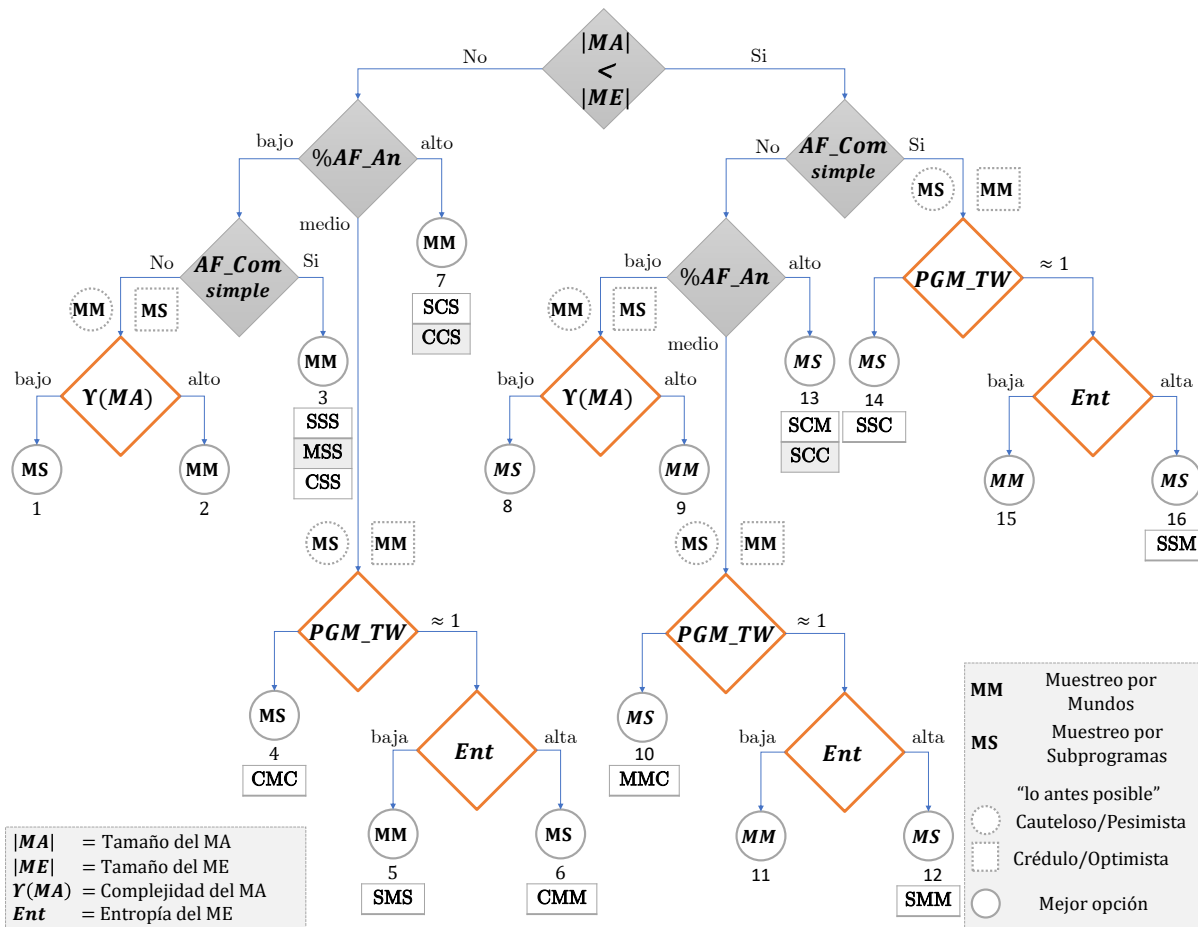 |MA|
<
|ME|
No
Si
%AF_An
bajo
alto
medio
AF_Com
simple
No
Si
MS
MM
AF_Com
simple
No
Si
MM
7
SCS
CCS
%AF_An
bajo
alto
medio
PGM_TW
≈ 1
MM
MS
MM
3
SSS
MSS
CSS
MM
MS
MS
13
SCM
SCC
MS
14
SSC
ϒ(MA)
bajo
alto
MS
1
MM
2
ϒ(MA)
bajo
alto
MS
8
MM
9
Ent
baja
alta
MM
15
MS
16
SSM
MS
MM
MS
MM
PGM_TW
≈ 1
PGM_TW
≈ 1
MS
4
CMC
Ent
baja
alta
MM
5
SMS
MS
6
CMM
MS
10
MMC
Ent
baja
alta
MM
11
MS
12
SMM
|MA| = Tamaño del MA
|ME| = Tamaño del ME
ϒ(MA) = Complejidad del MA
Ent = Entropía del ME
MM Muestreo por
Mundos
MS Muestreo por
Subprogramas
“lo antes posible”
Cauteloso/Pesimista
Crédulo/Optimista
Mejor opción